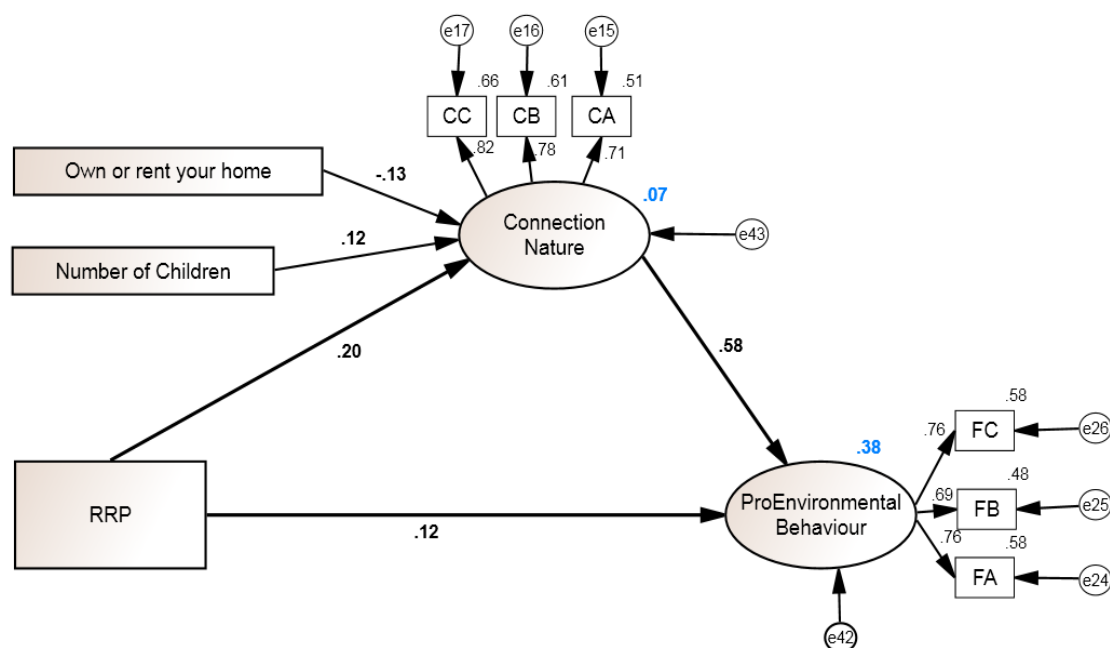 e17
e16
e15
.66
.61
.51
CC
CB
CA
.82
.78
.71
Own or rent your home
-.13
.07
Connection
Nature
e43
.12
Number of Children
.20
.58
.58
.76
FC
e26
.38
.48
RRP
ProEnvironmental
Behaviour
.69
FB
e25
.12
.76
.58
FA
e24
e42